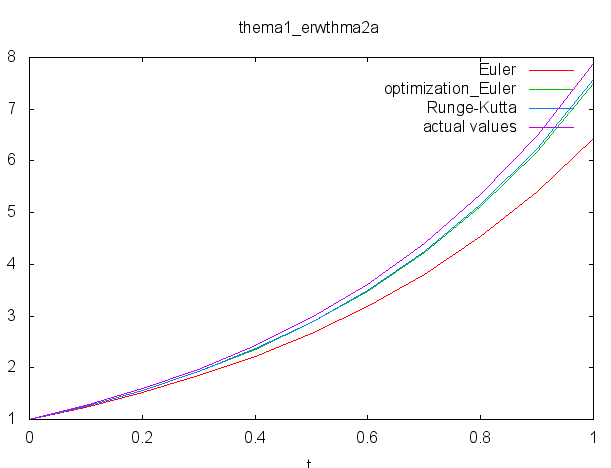 thema1_erwthma2a
8
7
6
5
4
3
2
1
Euler
optimization_Euler
Runge-Kutta
actual values
0 0.2 0.4 0.6 0.8 1
t